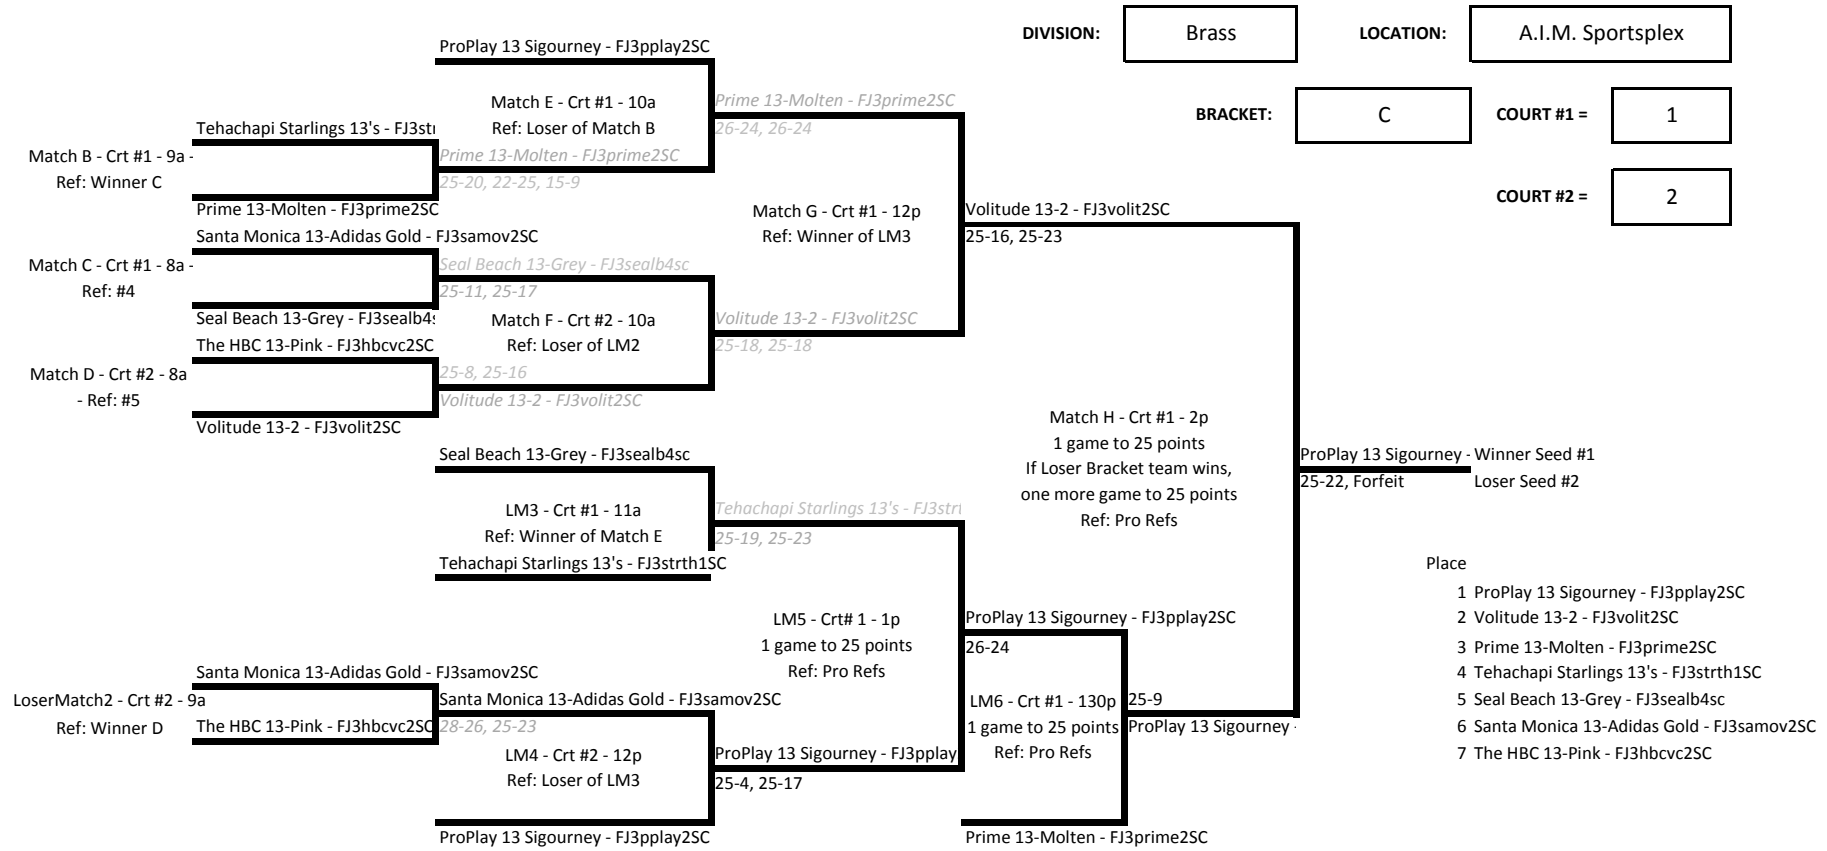 DIVISION:
Brass
LOCATION:
A.I.M. Sportsplex
BRACKET:
C
COURT #1 =
1
COURT #2 =
2
ProPlay 13 Sigourney - FJ3pplay2SC
Match E - Crt #1 - 10a
Ref: Loser of Match B
Prime 13-Molten - FJ3prime2SC
26-24, 26-24
Tehachapi Starlings 13's - FJ3str
Match B - Crt #1 - 9a -
Ref: Winner C
Prime 13-Molten - FJ3prime2SC
25-20, 22-25, 15-9
Prime 13-Molten - FJ3prime2SC
Santa Monica 13-Adidas Gold - FJ3samov2SC
Match G - Crt #1 - 12p
Ref: Winner of LM3
Volitude 13-2 - FJ3volit2SC
25-16, 25-23
Match C - Crt #1 - 8a -
Ref: #4
Seal Beach 13-Grey - FJ3sealb4sc
25-11, 25-17
Seal Beach 13-Grey - FJ3sealb4s
The HBC 13-Pink - FJ3hbcvc2SC
Match F - Crt #2 - 10a
Ref: Loser of LM2
Volitude 13-2 - FJ3volit2SC
25-18, 25-18
Match D - Crt #2 - 8a
- Ref: #5
25-8, 25-16
Volitude 13-2 - FJ3volit2SC
Volitude 13-2 - FJ3volit2SC
Match H - Crt #1 - 2p
1 game to 25 points
If Loser Bracket team wins,
one more game to 25 points
Ref: Pro Refs
ProPlay 13 Sigourney -
Winner Seed #1
25-22, Forfeit
Loser Seed #2
Seal Beach 13-Grey - FJ3sealb4sc
LM3 - Crt #1 - 11a
Ref: Winner of Match E
Tehachapi Starlings 13's - FJ3strt
25-19, 25-23
Tehachapi Starlings 13's - FJ3strth1SC
LM5 - Crt# 1 - 1p
1 game to 25 points
Ref: Pro Refs
ProPlay 13 Sigourney - FJ3pplay2SC
26-24
Santa Monica 13-Adidas Gold - FJ3samov2SC
LoserMatch2 - Crt #2 - 9a
Ref: Winner D
The HBC 13-Pink - FJ3hbcvc2SC
Santa Monica 13-Adidas Gold - FJ3samov2SC
28-26, 25-23
LM4 - Crt #2 - 12p
Ref: Loser of LM3
ProPlay 13 Sigourney - FJ3pplay
25-4, 25-17
ProPlay 13 Sigourney - FJ3pplay2SC
LM6 - Crt #1 - 130p
1 game to 25 points
Ref: Pro Refs
25-9
ProPlay 13 Sigourney -
Prime 13-Molten - FJ3prime2SC
Place
1 ProPlay 13 Sigourney - FJ3pplay2SC
2 Volitude 13-2 - FJ3volit2SC
3 Prime 13-Molten - FJ3prime2SC
4 Tehachapi Starlings 13's - FJ3strth1SC
5 Seal Beach 13-Grey - FJ3sealb4sc
6 Santa Monica 13-Adidas Gold - FJ3samov2SC
7 The HBC 13-Pink - FJ3hbcvc2SC